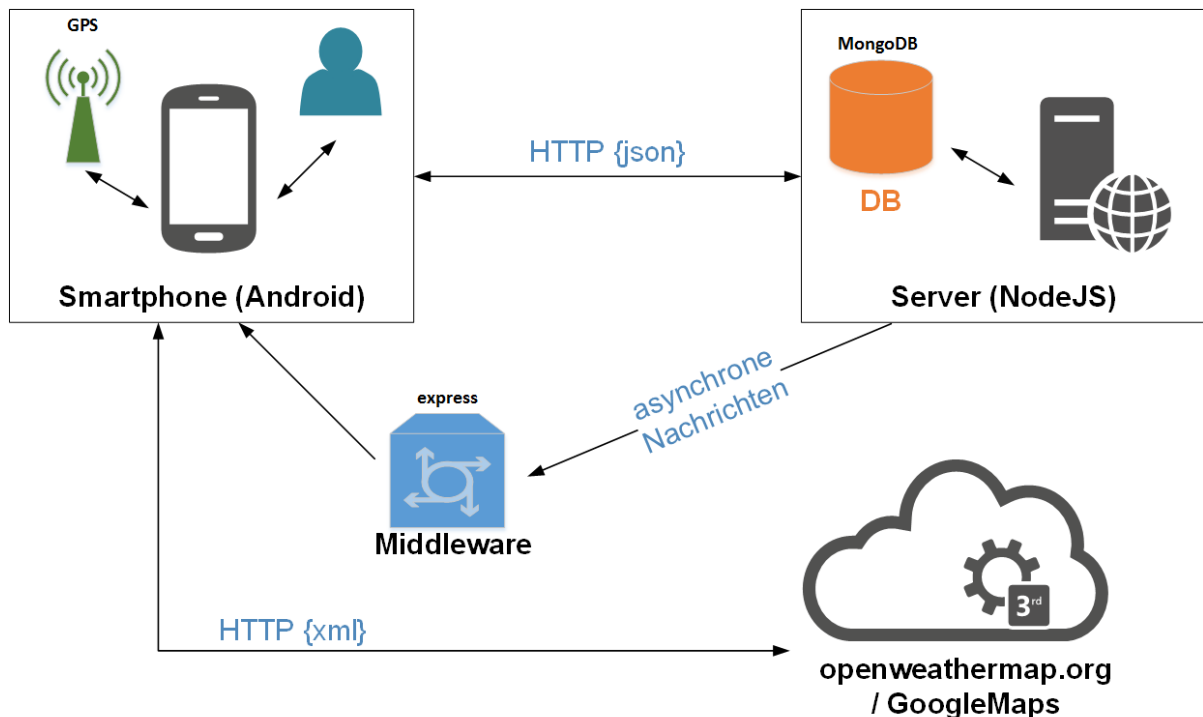 GPS
Smartphone (Android)
HTTP {json}
MongoDB
DB
Server (NodeJS)
asynchrone
Nachrichten
express
Middleware
HTTP {xml}
3rd
openweathermap.org
/ GoogleMaps